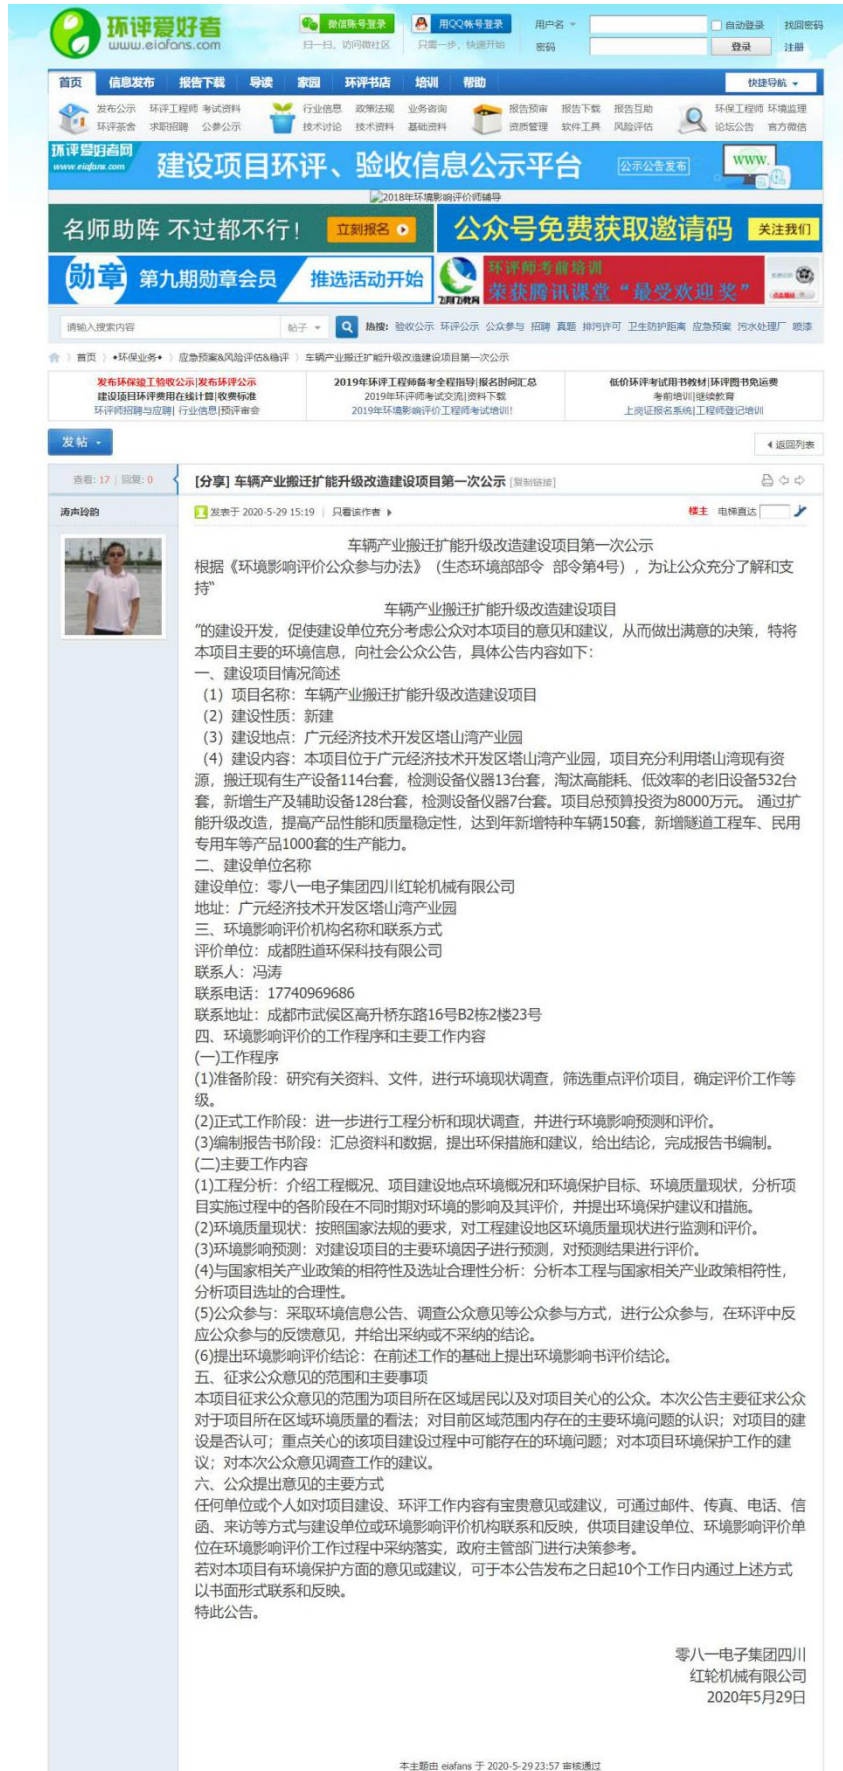 环评爱好者
www.eiafans.com
微信账号登录
扫一扫，访问微社区
用QQ帐号登录
只需一步，快速开始
用户名
自动登录 找回密码
密码
登录 注册
首页 信息发布 报告下载 导读 家园 环评书店 培训 帮助
快捷导航
发布公示 环评工程师 考试资料
环评茶舍 求职招聘 公参公示
行业信息 政策法规 业务咨询
技术讨论 技术资料 基础资料
报告预审 报告下载 报告互助
资质管理 软件工具 风险评估
环保工程师 环境监理
论坛公告 官方微信
环评爱好者网
www.eiafans.com
建设项目环评、验收信息公示平台
公示公告发布
WWW.
2018年环境影响评价师辅导
名师助阵 不过都不行！
立刻报名
公众号免费获取邀请码
关注我们
勋章 第九期勋章会员 推选活动开始
环评师考前培训
荣获腾讯课堂“最受欢迎奖”
请输入搜索内容
帖子
热搜: 验收公示 环评公示 公众参与 招聘 真题 排污许可 卫生防护距离 应急预案 污水处理厂 喷漆
首页 〉 •环保业务• 〉 应急预案&风险评估&稳评 〉 车辆产业搬迁扩能升级改造建设项目第一次公示
发布环保竣工验收公示|发布环评公示
建设项目环评费用在线计算|收费标准
环评师招聘与应聘| 行业信息|预评审会
2019年环评工程师备考全程指导|报名时间汇总
2019年环评师考试交流|资料下载
2019年环境影响评价工程师考试培训!
低价环评考试用书教材|环评图书免运费
考前培训|继续教育
上岗证报名系统|工程师登记培训
发帖
返回列表
查看: 17 | 回复: 0
[分享] 车辆产业搬迁扩能升级改造建设项目第一次公示 [复制链接]
涛声玲韵
发表于 2020-5-29 15:19 | 只看该作者
楼主 电梯直达
车辆产业搬迁扩能升级改造建设项目第一次公示
根据《环境影响评价公众参与办法》（生态环境部部令 部令第4号），为让公众充分了解和支
持“
车辆产业搬迁扩能升级改造建设项目
”的建设开发，促使建设单位充分考虑公众对本项目的意见和建议，从而做出满意的决策，特将
本项目主要的环境信息，向社会公众公告，具体公告内容如下：
一、建设项目情况简述
（1）项目名称：车辆产业搬迁扩能升级改造建设项目
（2）建设性质：新建
（3）建设地点：广元经济技术开发区塔山湾产业园
（4）建设内容：本项目位于广元经济技术开发区塔山湾产业园，项目充分利用塔山湾现有资
源，搬迁现有生产设备114台套，检测设备仪器13台套，淘汰高能耗、低效率的老旧设备532台
套，新增生产及辅助设备128台套，检测设备仪器7台套。项目总预算投资为8000万元。 通过扩
能升级改造，提高产品性能和质量稳定性，达到年新增特种车辆150套，新增隧道工程车、民用
专用车等产品1000套的生产能力。
二、建设单位名称
建设单位：零八一电子集团四川红轮机械有限公司
地址：广元经济技术开发区塔山湾产业园
三、环境影响评价机构名称和联系方式
评价单位：成都胜道环保科技有限公司
联系人：冯涛
联系电话：17740969686
联系地址：成都市武侯区高升桥东路16号B2栋2楼23号
四、环境影响评价的工作程序和主要工作内容
(一)工作程序
(1)准备阶段：研究有关资料、文件，进行环境现状调查，筛选重点评价项目，确定评价工作等
级。
(2)正式工作阶段：进一步进行工程分析和现状调查，并进行环境影响预测和评价。
(3)编制报告书阶段：汇总资料和数据，提出环保措施和建议，给出结论，完成报告书编制。
(二)主要工作内容
(1)工程分析：介绍工程概况、项目建设地点环境概况和环境保护目标、环境质量现状，分析项
目实施过程中的各阶段在不同时期对环境的影响及其评价，并提出环境保护建议和措施。
(2)环境质量现状：按照国家法规的要求，对工程建设地区环境质量现状进行监测和评价。
(3)环境影响预测：对建设项目的主要环境因子进行预测，对预测结果进行评价。
(4)与国家相关产业政策的相符性及选址合理性分析：分析本工程与国家相关产业政策相符性，
分析项目选址的合理性。
(5)公众参与：采取环境信息公告、调查公众意见等公众参与方式，进行公众参与，在环评中反
应公众参与的反馈意见，并给出采纳或不采纳的结论。
(6)提出环境影响评价结论：在前述工作的基础上提出环境影响书评价结论。
五、征求公众意见的范围和主要事项
本项目征求公众意见的范围为项目所在区域居民以及对项目关心的公众。本次公告主要征求公众
对于项目所在区域环境质量的看法；对目前区域范围内存在的主要环境问题的认识；对项目的建
设是否认可；重点关心的该项目建设过程中可能存在的环境问题；对本项目环境保护工作的建
议；对本次公众意见调查工作的建议。
六、公众提出意见的主要方式
任何单位或个人如对项目建设、环评工作内容有宝贵意见或建议，可通过邮件、传真、电话、信
函、来访等方式与建设单位或环境影响评价机构联系和反映，供项目建设单位、环境影响评价单
位在环境影响评价工作过程中采纳落实，政府主管部门进行决策参考。
若对本项目有环境保护方面的意见或建议，可于本公告发布之日起10个工作日内通过上述方式
以书面形式联系和反映。
特此公告。
零八一电子集团四川
红轮机械有限公司
2020年5月29日
本主题由 eiafans 于 2020-5-29 23:57 审核通过